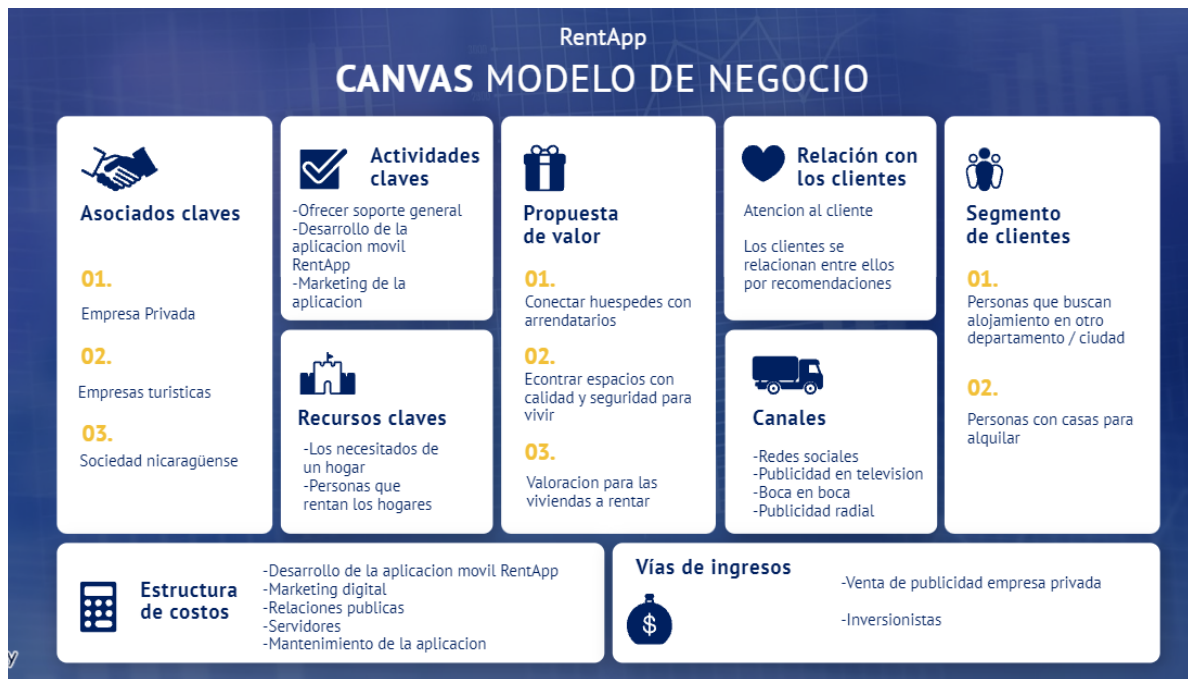 RentApp
CANVAS MODELO DE NEGOCIO
Asociados claves
01.
Empresa Privada
02.
Empresas turisticas
03.
Sociedad nicaragüense
Actividades
claves
-Ofrecer soporte general
-Desarrollo de la
aplicacion movil
RentApp
-Marketing de la
aplicacion
Recursos claves
-Los necesitados de
un hogar
-Personas que
rentan los hogares
Propuesta
de valor
01.
Conectar huespedes con
arrendatarios
02.
Econtrar espacios con
calidad y seguridad para
vivir
03.
Valoracion para las
viviendas a rentar
Relación con
los clientes
Atencion al cliente
Los clientes se
relacionan entre ellos
por recomendaciones
Canales
-Redes sociales
-Publicidad en television
-Boca en boca
-Publicidad radial
Segmento
de clientes
01.
Personas que buscan
alojamiento en otro
departamento / ciudad
02.
Personas con casas para
alquilar
Estructura
de costos
-Desarrollo de la aplicacion movil RentApp
-Marketing digital
-Relaciones publicas
-Servidores
-Mantenimiento de la aplicacion
Vías de ingresos
$
-Venta de publicidad empresa privada
-Inversionistas
y